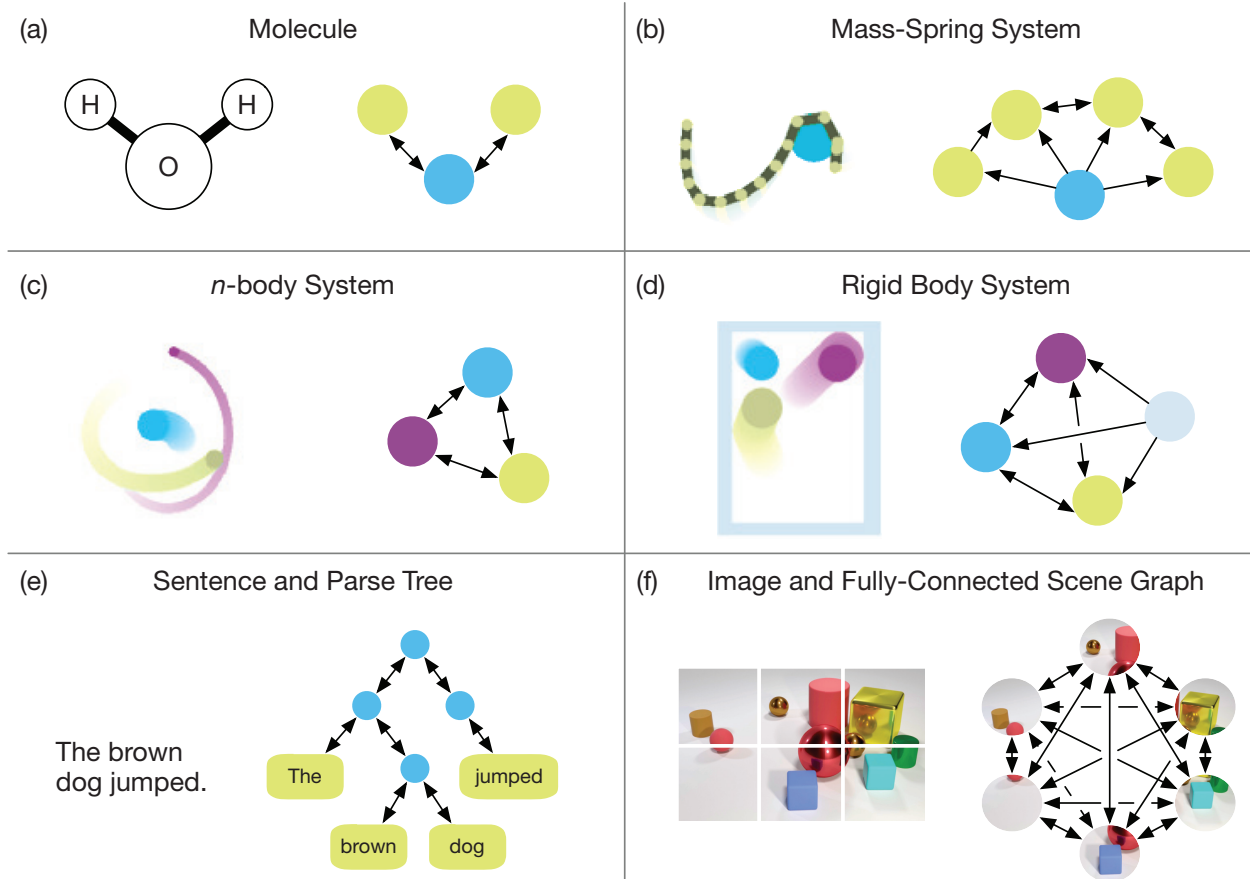 (a)
Molecule
H
H
O
(b)
Mass-Spring System
(c)
n-body System
(d)
Rigid Body System
(e)
Sentence and Parse Tree
The brown
dog jumped.
The
jumped
brown
dog
(f)
Image and Fully-Connected Scene Graph